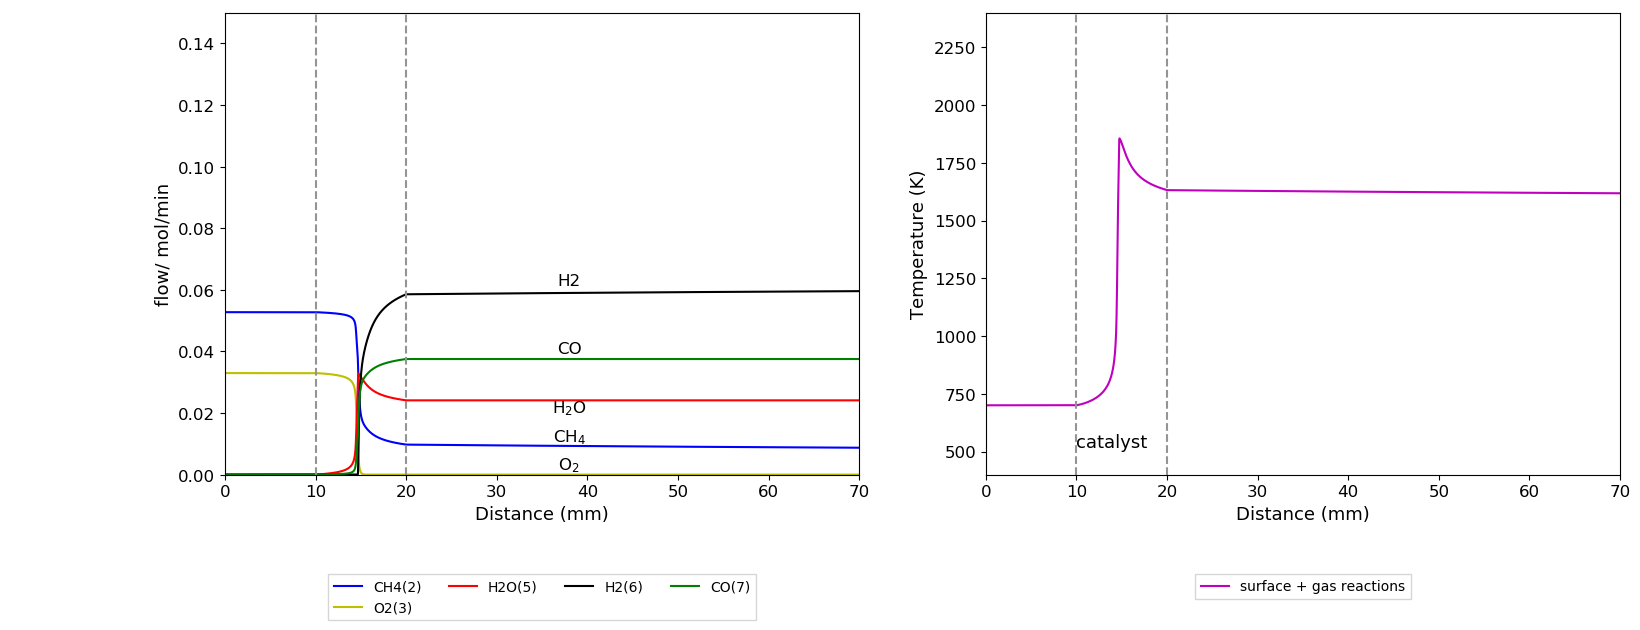 0.14
0.12
0.10
0.08
0.06
0.04
0.02
0.00
flow/ mol/min
H2
CO
H₂O
CH₄
O₂
0 10 20 30 40 50 60 70
Distance (mm)
CH4(2) H2O(5) H2(6) CO(7)
O2(3)
2250
2000
1750
1500
1250
1000
750
500
Temperature (K)
catalyst
0 10 20 30 40 50 60 70
Distance (mm)
surface + gas reactions